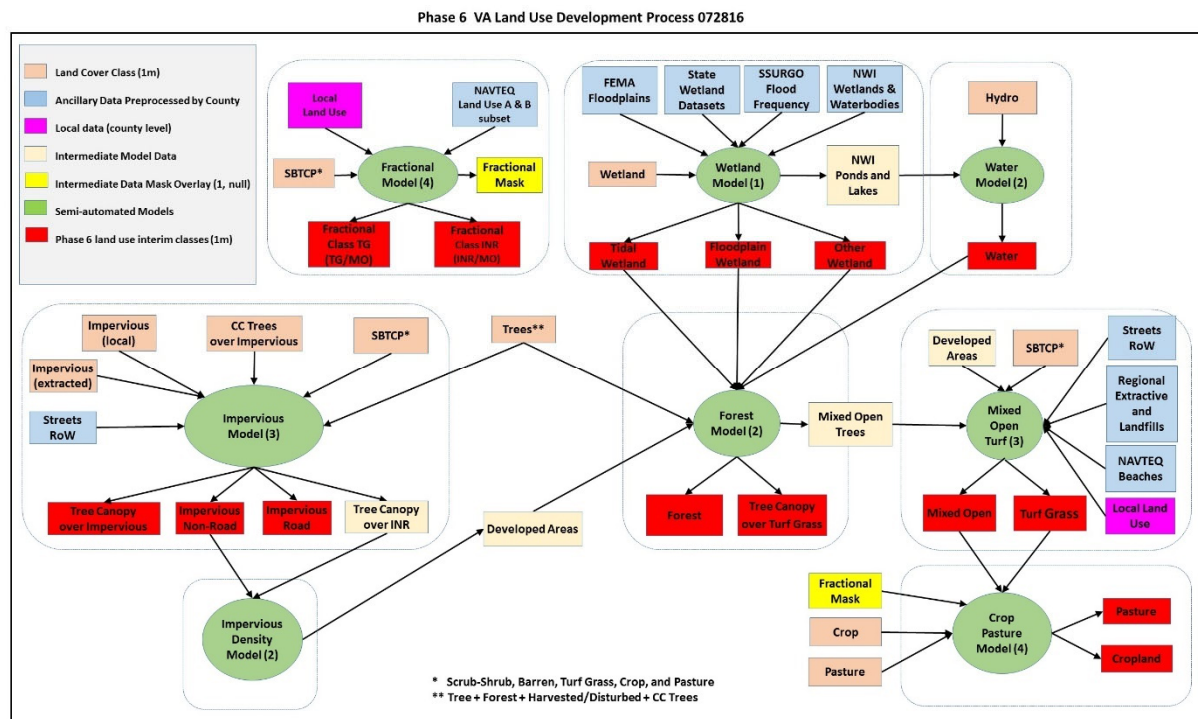 Phase 6 VA Land Use Development Process 072816
Land Cover Class (1m)
Ancillary Data Preprocessed by County
Local data (county level)
Intermediate Model Data
Intermediate Data Mask Overlay (1, null)
Semi-automated Models
Phase 6 land use interim classes (1m)
Local
Land Use
NAVTEQ
Land Use A & B
subset
SBTCP*
Fractional
Model (4)
Fractional
Mask
Fractional
Class TG
(TG/MO)
Fractional
Class INR
(INR/MO)
FEMA
Floodplains
State
Wetland
Datasets
SSURGO
Flood
Frequency
NWI
Wetlands &
Waterbodies
Wetland
Wetland
Model (1)
NWI
Ponds and
Lakes
Tidal
Wetland
Floodplain
Wetland
Other
Wetland
Hydro
Water
Model (2)
Water
Impervious
(local)
CC Trees
over Impervious
SBTCP*
Impervious
(extracted)
Streets
RoW
Impervious
Model (3)
Tree Canopy
over Impervious
Impervious
Non-Road
Impervious
Road
Tree Canopy
over INR
Impervious
Density
Model (2)
Trees**
Developed Areas
Forest
Model (2)
Mixed Open
Trees
Forest
Tree Canopy
over Turf Grass
Developed
Areas
SBTCP*
Streets
RoW
Mixed
Open
Turf (3)
Regional
Extractive
and
Landfills
NAVTEQ
Beaches
Local Land
Use
Mixed Open
Turf Grass
Fractional
Mask
Crop
Pasture
Crop
Pasture
Model (4)
Pasture
Cropland
* Scrub-Shrub, Barren, Turf Grass, Crop, and Pasture
** Tree + Forest + Harvested/Disturbed + CC Trees